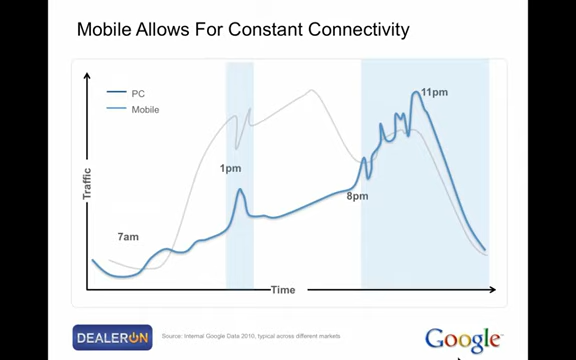 Mobile Allows For Constant Connectivity
PC
Mobile
11pm
1pm
8pm
7am
Traffic
Time
DEALERON
Source: Internal Google Data 2010, typical across different markets
Google